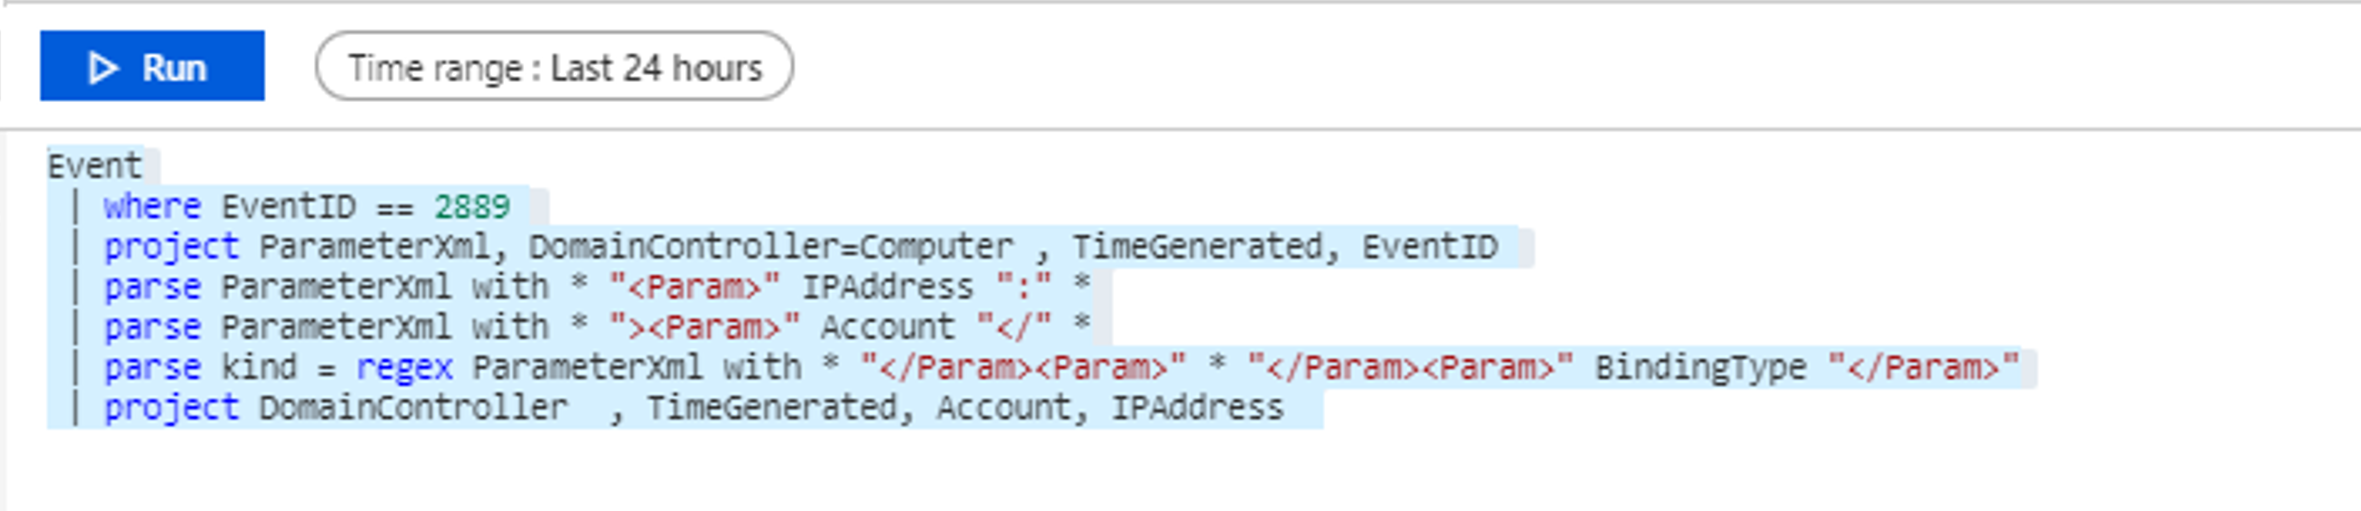 Run Time range : Last 24 hours
Event
| where EventID == 2889
| project ParameterXml, DomainController=Computer , TimeGenerated, EventID
| parse ParameterXml with * "<Param>" IPAddress ":" *
| parse ParameterXml with * "><Param>" Account "</" *
| parse kind = regex ParameterXml with * "</Param><Param>" * "</Param><Param>" BindingType "</Param>"
| project DomainController  , TimeGenerated, Account, IPAddress